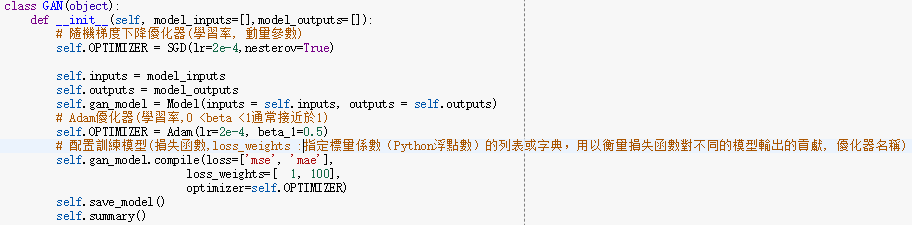 class GAN(object):
    def __init__(self, model_inputs=[],model_outputs=[]):
        # 隨機梯度下降優化器(學習率, 動量參數)
        self.OPTIMIZER = SGD(lr=2e-4,nesterov=True)
        self.inputs = model_inputs
        self.outputs = model_outputs
        self.gan_model = Model(inputs = self.inputs, outputs = self.outputs)
        # Adam優化器(學習率,0 <beta <1通常接近於1)
        self.OPTIMIZER = Adam(lr=2e-4, beta_1=0.5)
        # 配置訓練模型(損失函數,loss_weights :指定標量係數（Python浮點數）的列表或字典，用以衡量損失函數對不同的模型輸出的貢獻, 優化器名稱)
        self.gan_model.compile(loss=['mse', 'mae'],
                            loss_weights=[  1, 100],
                            optimizer=self.OPTIMIZER)
        self.save_model()
        self.summary()